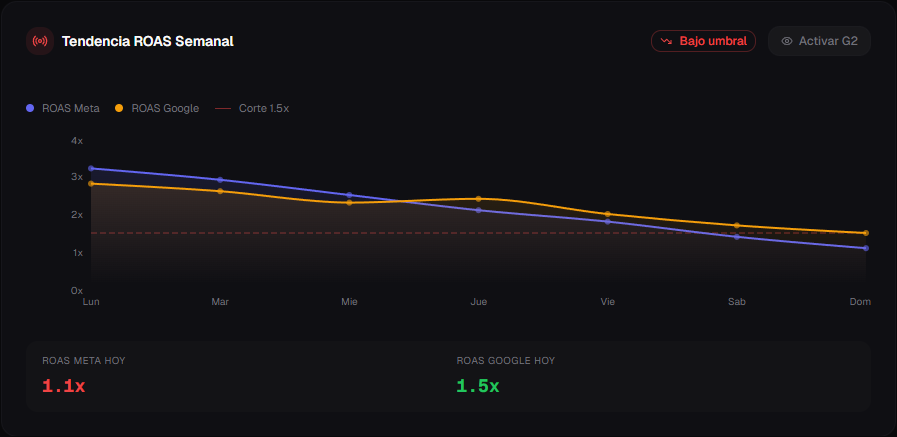 Tendencia ROAS Semanal
Bajo umbral
Activar G2
ROAS Meta
ROAS Google
Corte 1.5x
4x
3x
2x
1x
0x
Lun
Mar
Mie
Jue
Vie
Sab
Dom
ROAS META HOY
1.1x
ROAS GOOGLE HOY
1.5x